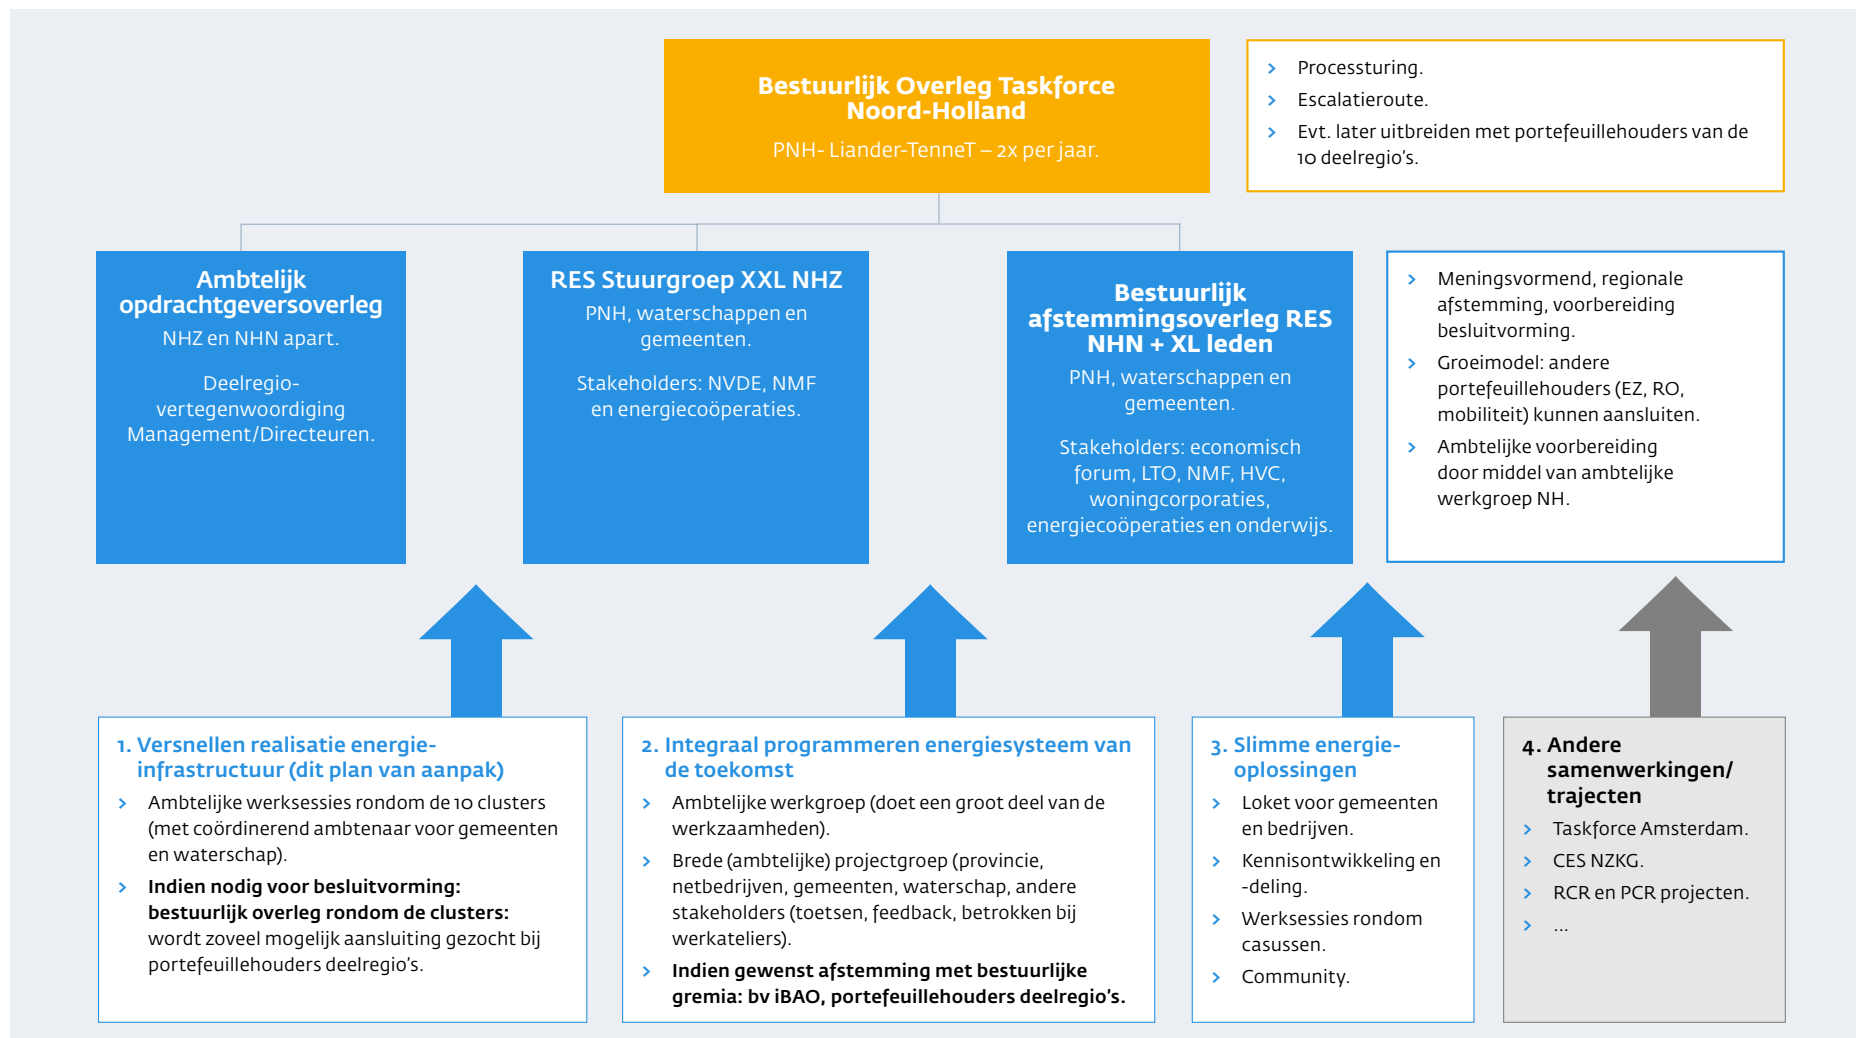 Bestuurlijk Overleg Taskforce
Noord-Holland
PNH- Liander-TenneT – 2x per jaar.
> Processturing.
> Escalatieroute.
> Evt. later uitbreiden met portefeuillehouders van de
10 deelregio's.
Ambtelijk
opdrachtgeversoverleg
NHZ en NHN apart.
Deelregio-
vertegenwoordiging
Management/Directeuren.
RES Stuurgroep XXL NHZ
PNH, waterschappen en
gemeenten.
Stakeholders: NVDE, NMF
en energiecoöperaties.
Bestuurlijk
afstemmingsoverleg RES
NHN + XL leden
PNH, waterschappen en
gemeenten.
Stakeholders: economisch
forum, LTO, NMF, HVC,
woningcorporaties,
energiecoöperaties en onderwijs.
> Meningsvormend, regionale
afstemming, voorbereiding
besluitvorming.
> Groeimodel: andere
portefeuillehouders (EZ, RO,
mobiliteit) kunnen aansluiten.
> Ambtelijke voorbereiding
door middel van ambtelijke
werkgroep NH.
1. Versnellen realisatie energie-
infrastructuur (dit plan van aanpak)
> Ambtelijke werksessies rondom de 10 clusters
(met coördinerend ambtenaar voor gemeenten
en waterschap).
> Indien nodig voor besluitvorming:
bestuurlijk overleg rondom de clusters:
wordt zoveel mogelijk aansluiting gezocht bij
portefeuillehouders deelregio's.
2. Integraal programmeren energiesysteem van
de toekomst
> Ambtelijke werkgroep (doet een groot deel van de
werkzaamheden).
> Brede (ambtelijke) projectgroep (provincie,
netbedrijven, gemeenten, waterschap, andere
stakeholders (toetsen, feedback, betrokken bij
werkateliers).
> Indien gewenst afstemming met bestuurlijke
gremia: bv iBAO, portefeuillehouders deelregio's.
3. Slimme energie-
oplossingen
> Loket voor gemeenten
en bedrijven.
> Kennisontwikkeling en
-deling.
> Werksessies rondom
casussen.
> Community.
4. Andere
samenwerkingen/
trajecten
> Taskforce Amsterdam.
> CES NZKG.
> RCR en PCR projecten.
> ...